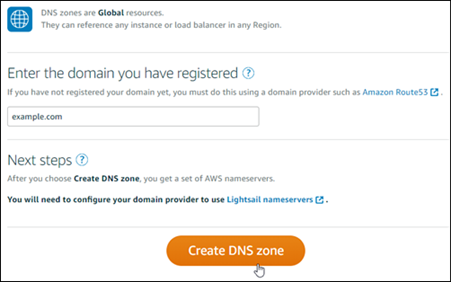 DNS zones are Global resources.
They can reference any instance or load balancer in any Region.
Enter the domain you have registered ?
If you have not registered your domain yet, you must do this using a domain provider such as Amazon Route53 .
example.com
Next steps ?
After you choose Create DNS zone, you get a set of AWS nameservers.
You will need to configure your domain provider to use Lightsail nameservers .
Create DNS zone